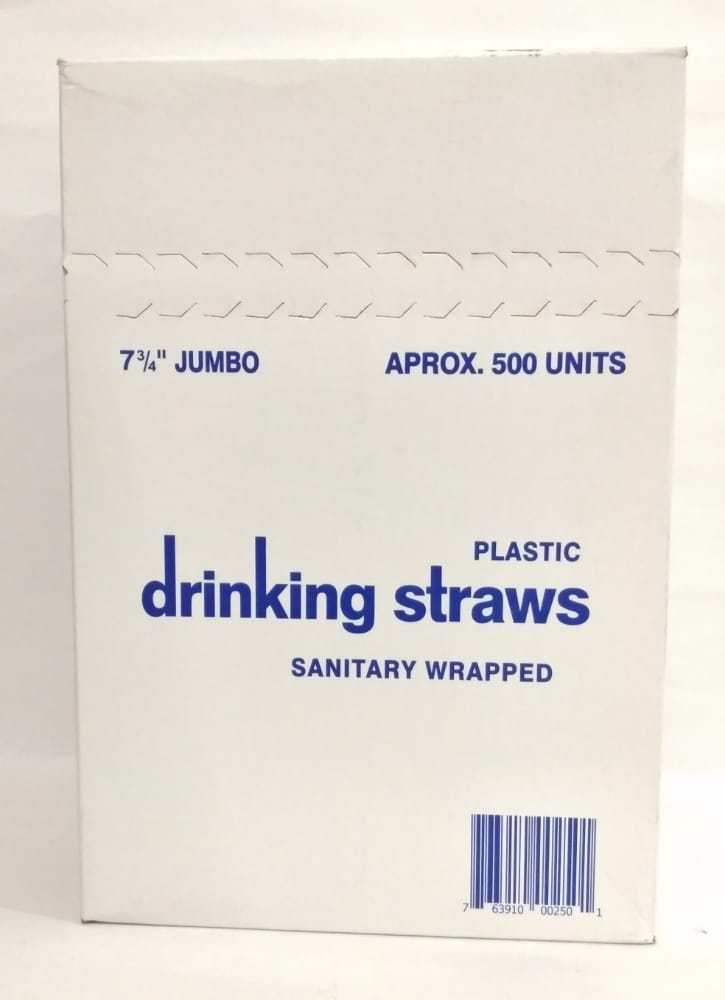 7¾" JUMBO
APROX. 500 UNITS
PLASTIC
drinking straws
SANITARY WRAPPED
7 63910 00250 1